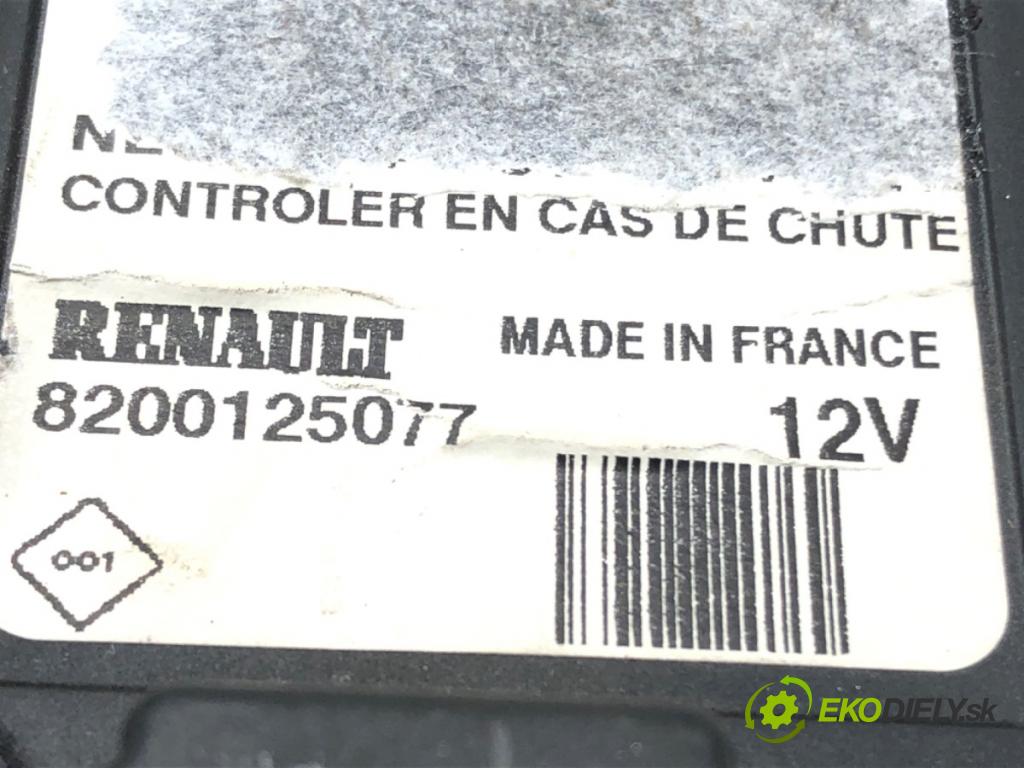 CONTROLER EN CAS DE CHUTE
RENAULT MADE IN FRANCE
8200125077 12V
001
EKODIELY.sk